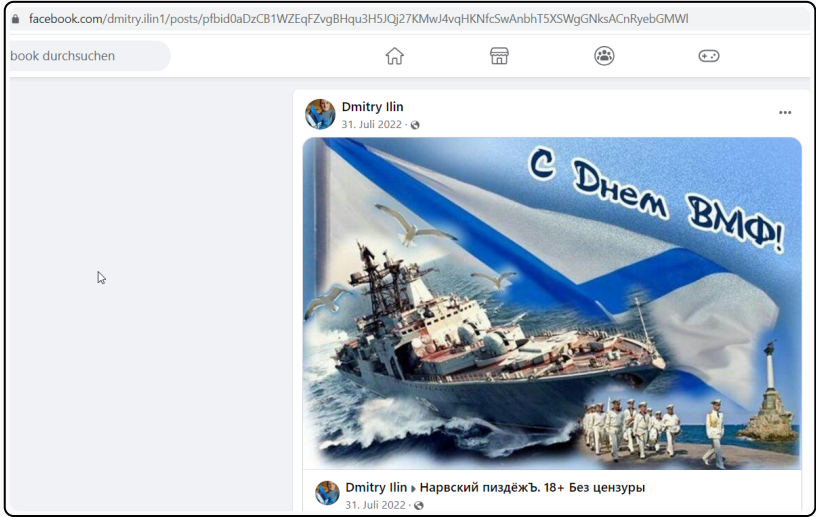 facebook.com/dmitry.ilin1/posts/pfbid0aDzCB1WZEqFZvgBHqu3H5JQj27KMwJ4vqHKNfcSwAnbhT5XSWgGNksACnRyebGMWl
book durchsuchen
Dmitry Ilin
31. Juli 2022 ·
С Днем ВМФ!
Dmitry Ilin ▸ Нарвский пиздёжЪ. 18+ Без цензуры
31. Juli 2022 ·